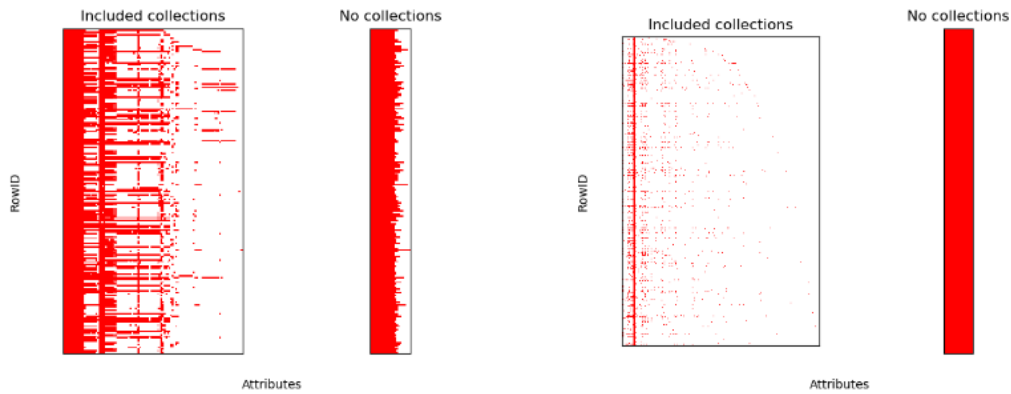 Included collections
No collections
RowID
Attributes
Included collections
No collections
RowID
Attributes